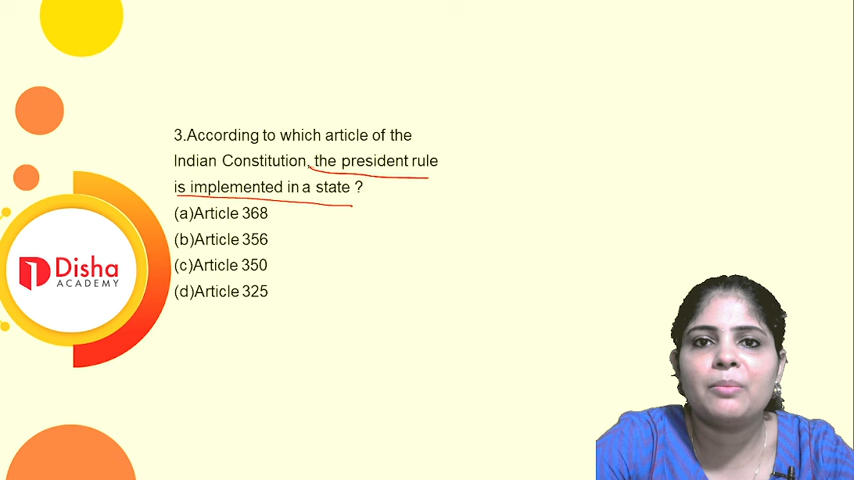 3.According to which article of the
Indian Constitution, the president rule
is implemented in a state ?
(a)Article 368
(b)Article 356
(c)Article 350
(d)Article 325
Disha
ACADEMY